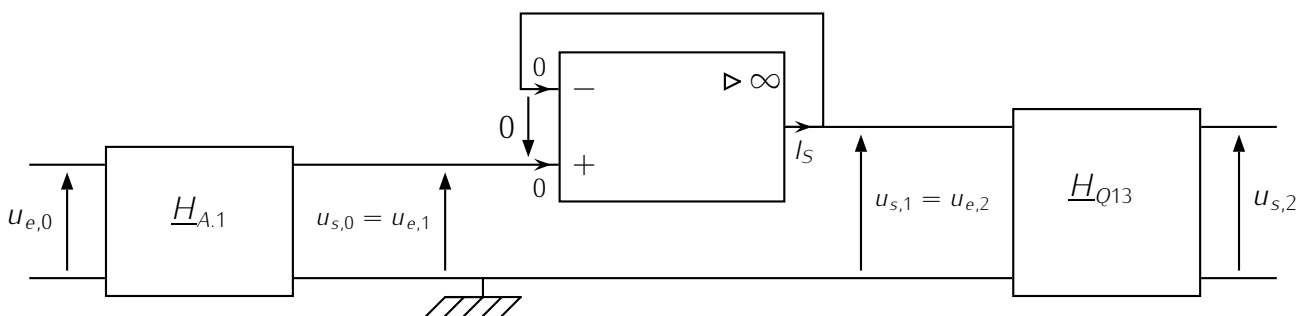 0
− ▷ ∞
0
+
0
I_S
u_{e,0}
H_{A.1}
u_{s,0} = u_{e,1}
u_{s,1} = u_{e,2}
H_{Q13}
u_{s,2}